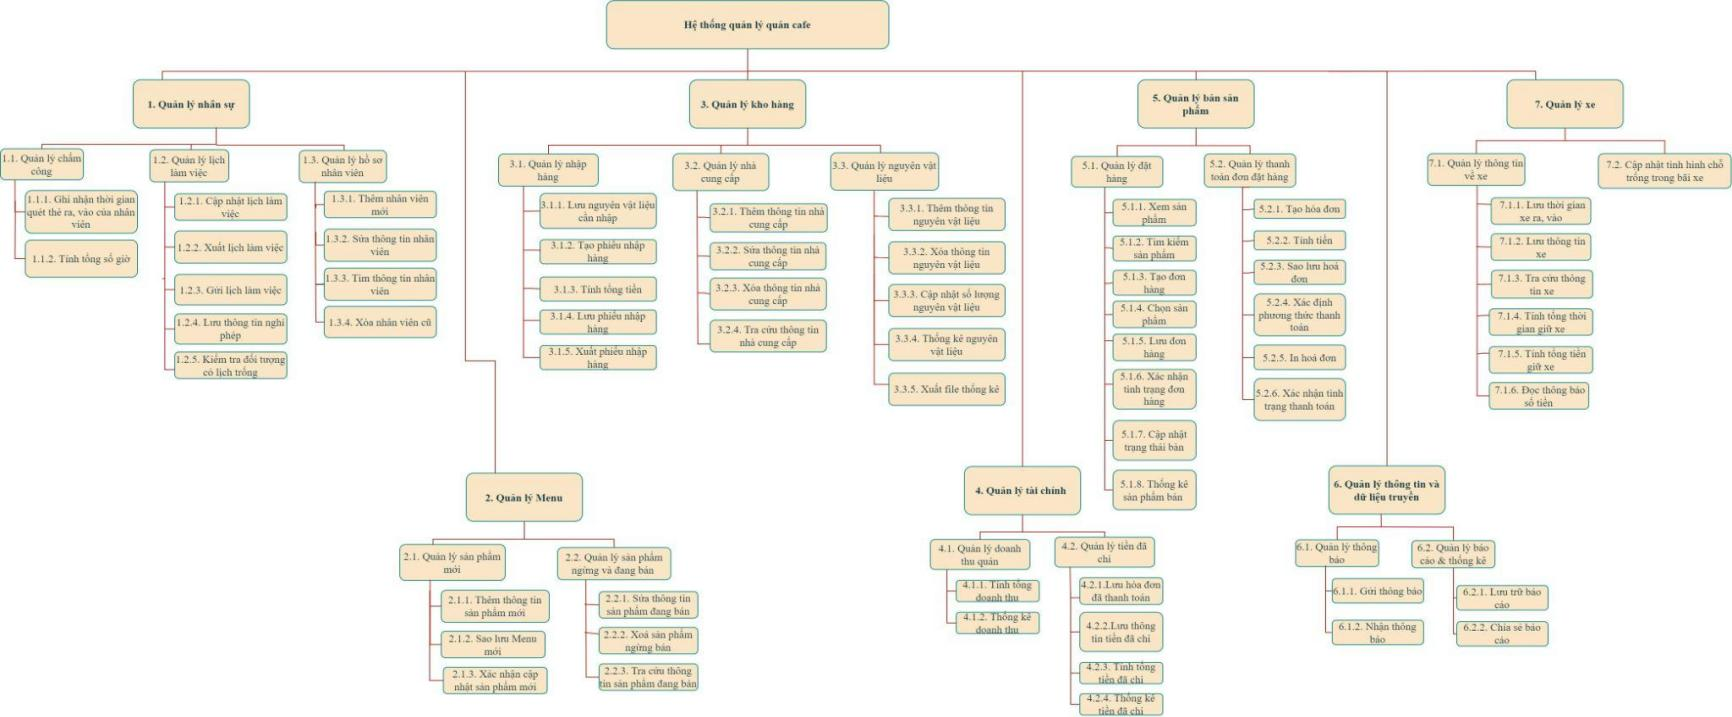 Hệ thống quản lý quán cafe
1. Quản lý nhân sự
1.1. Quản lý chấm
công
1.1.1. Ghi nhận thời gian
quét thẻ ra, vào của nhân
viên
1.1.2. Tính tổng số giờ
1.2. Quản lý lịch
làm việc
1.2.1. Cập nhật lịch làm
việc
1.2.2. Xuất lịch làm việc
1.2.3. Gửi lịch làm việc
1.2.4. Lưu thông tin nghỉ
phép
1.2.5. Kiểm tra đối tượng
có lịch trống
1.3. Quản lý hồ sơ
nhân viên
1.3.1. Thêm nhân viên
mới
1.3.2. Sửa thông tin nhân
viên
1.3.3. Tìm thông tin nhân
viên
1.3.4. Xóa nhân viên cũ
2. Quản lý Menu
2.1. Quản lý sản phẩm
mới
2.1.1. Thêm thông tin
sản phẩm mới
2.1.2. Sao lưu Menu
mới
2.1.3. Xác nhận cập
nhật sản phẩm mới
2.2. Quản lý sản phẩm
ngừng và đang bán
2.2.1. Sửa thông tin
sản phẩm đang bán
2.2.2. Xoá sản phẩm
ngừng bán
2.2.3. Tra cứu thông
tin sản phẩm đang bán
3. Quản lý kho hàng
3.1. Quản lý nhập
hàng
3.1.1. Lưu nguyên vật liệu
cần nhập
3.1.2. Tạo phiếu nhập
hàng
3.1.3. Tính tổng tiền
3.1.4. Lưu phiếu nhập
hàng
3.1.5. Xuất phiếu nhập
hàng
3.2. Quản lý nhà
cung cấp
3.2.1. Thêm thông tin nhà
cung cấp
3.2.2. Sửa thông tin nhà
cung cấp
3.2.3. Xóa thông tin nhà
cung cấp
3.2.4. Tra cứu thông tin
nhà cung cấp
3.3. Quản lý nguyên vật
liệu
3.3.1. Thêm thông tin
nguyên vật liệu
3.3.2. Xóa thông tin
nguyên vật liệu
3.3.3. Cập nhật số lượng
nguyên vật liệu
3.3.4. Thống kê nguyên
vật liệu
3.3.5. Xuất file thống kê
4. Quản lý tài chính
4.1. Quản lý doanh
thu quán
4.1.1. Tính tổng
doanh thu
4.1.2. Thống kê
doanh thu
4.2. Quản lý tiền đã
chi
4.2.1.Lưu hóa đơn
đã thanh toán
4.2.2.Lưu thông
tin tiền đã chi
4.2.3. Tính tổng
tiền đã chi
4.2.4. Thống kê
tiền đã chi
5. Quản lý bán sản
phẩm
5.1. Quản lý đặt
hàng
5.1.1. Xem sản
phẩm
5.1.2. Tìm kiếm
sản phẩm
5.1.3. Tạo đơn
hàng
5.1.4. Chọn sản
phẩm
5.1.5. Lưu đơn
hàng
5.1.6. Xác nhận
tình trạng đơn
hàng
5.1.7. Cập nhật
trạng thái bàn
5.1.8. Thống kê
sản phẩm bán
5.2. Quản lý thanh
toán đơn đặt hàng
5.2.1. Tạo hóa đơn
5.2.2. Tính tiền
5.2.3. Sao lưu hoá
đơn
5.2.4. Xác định
phương thức thanh
toán
5.2.5. In hoá đơn
5.2.6. Xác nhận tình
trạng thanh toán
6. Quản lý thông tin và
dữ liệu truyền
6.1. Quản lý thông
báo
6.1.1. Gửi thông báo
6.1.2. Nhận thông
báo
6.2. Quản lý báo
cáo & thống kê
6.2.1. Lưu trữ báo
cáo
6.2.2. Chia sẻ báo
cáo
7. Quản lý xe
7.1. Quản lý thông tin
về xe
7.1.1. Lưu thời gian
xe ra, vào
7.1.2. Lưu thông tin
xe
7.1.3. Tra cứu thông
tin xe
7.1.4. Tính tổng thời
gian giữ xe
7.1.5. Tính tổng tiền
giữ xe
7.1.6. Đọc thông báo
số tiền
7.2. Cập nhật tình hình chỗ
trống trong bãi xe